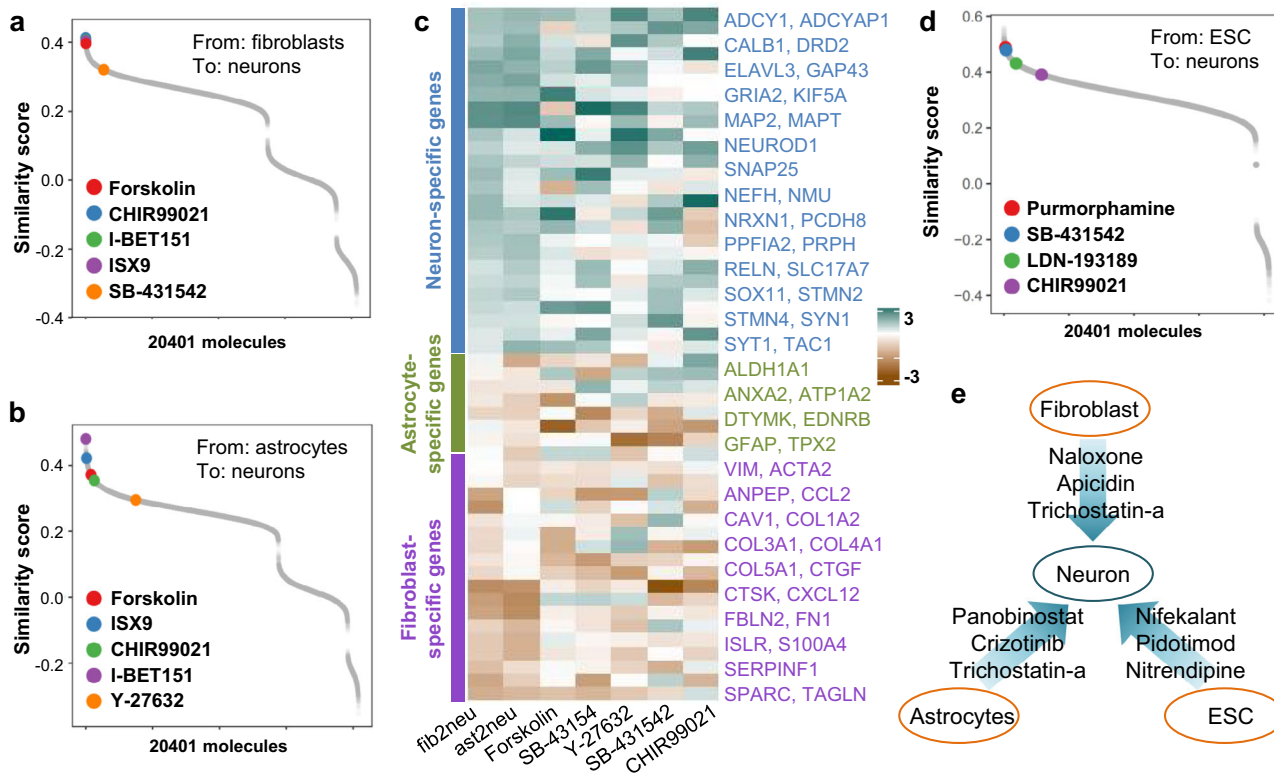 a
Similarity score
0.4
0.2
0.0
-0.2
-0.4
From: fibroblasts
To: neurons
Forskolin
CHIR99021
I-BET151
ISX9
SB-431542
20401 molecules
b
Similarity score
0.4
0.2
0.0
-0.2
From: astrocytes
To: neurons
Forskolin
ISX9
CHIR99021
I-BET151
Y-27632
20401 molecules
c
Neuron-specific genes
Astrocyte-
specific genes
Fibroblast-
specific genes
ADCY1, ADCYAP1
CALB1, DRD2
ELAVL3, GAP43
GRIA2, KIF5A
MAP2, MAPT
NEUROD1
SNAP25
NEFH, NMU
NRXN1, PCDH8
PPFIA2, PRPH
RELN, SLC17A7
SOX11, STMN2
STMN4, SYN1
SYT1, TAC1
ALDH1A1
ANXA2, ATP1A2
DTYMK, EDNRB
GFAP, TPX2
VIM, ACTA2
ANPEP, CCL2
CAV1, COL1A2
COL3A1, COL4A1
COL5A1, CTGF
CTSK, CXCL12
FBLN2, FN1
ISLR, S100A4
SERPINF1
SPARC, TAGLN
fib2neu
ast2neu
Forskolin
SB-43154
Y-27632
SB-431542
CHIR99021
3
-3
d
Similarity score
0.6
0.4
0.2
0.0
-0.2
-0.4
From: ESC
To: neurons
Purmorphamine
SB-431542
LDN-193189
CHIR99021
20401 molecules
e
Fibroblast
Naloxone
Apicidin
Trichostatin-a
Neuron
Panobinostat
Crizotinib
Trichostatin-a
Nifekalant
Pidotimod
Nitrendipine
Astrocytes
ESC